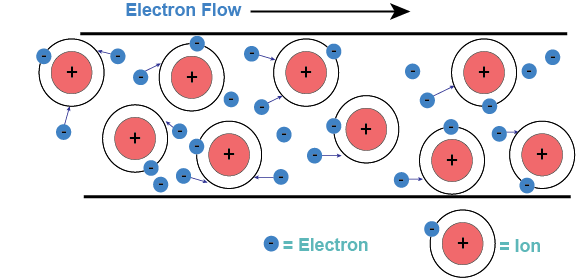 Electron Flow
= Electron
= Ion